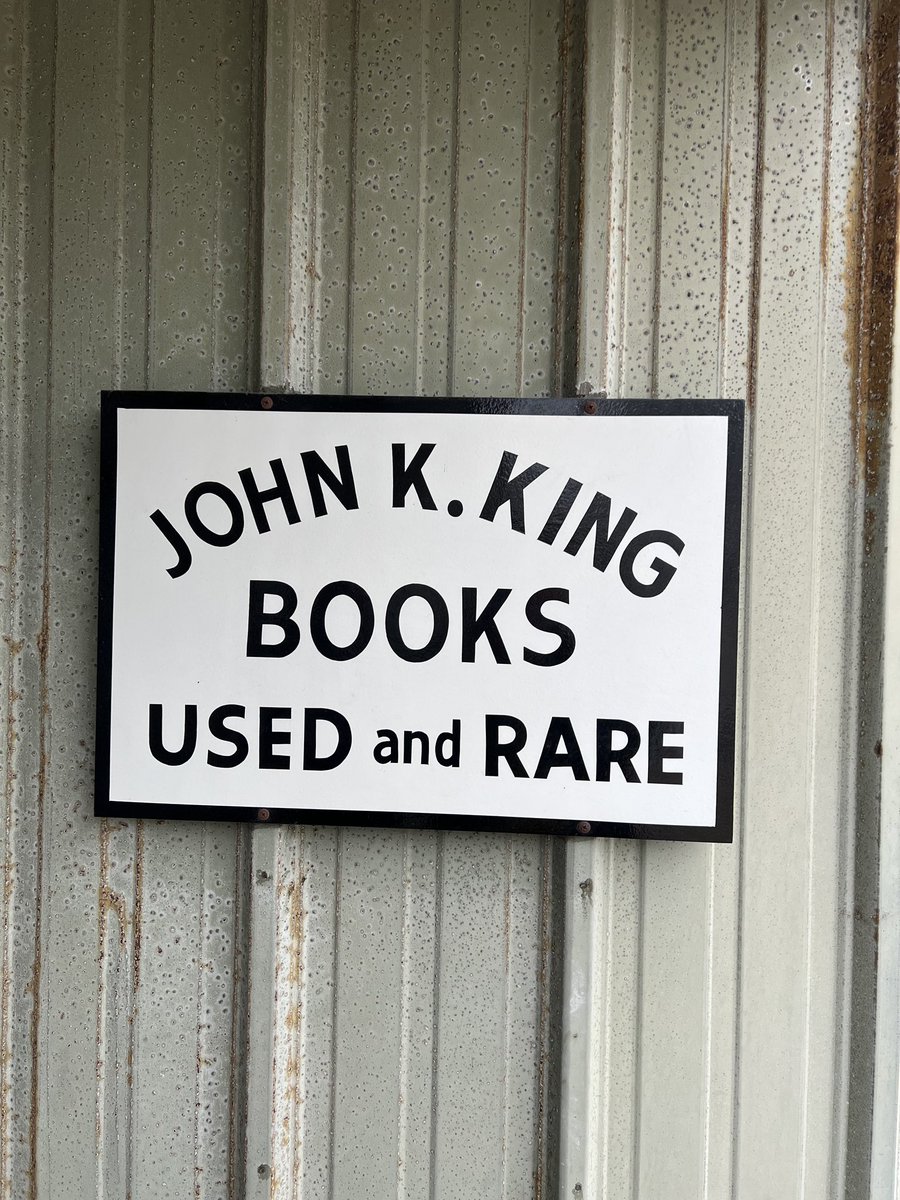 JOHN K. KING
BOOKS
USED and RARE